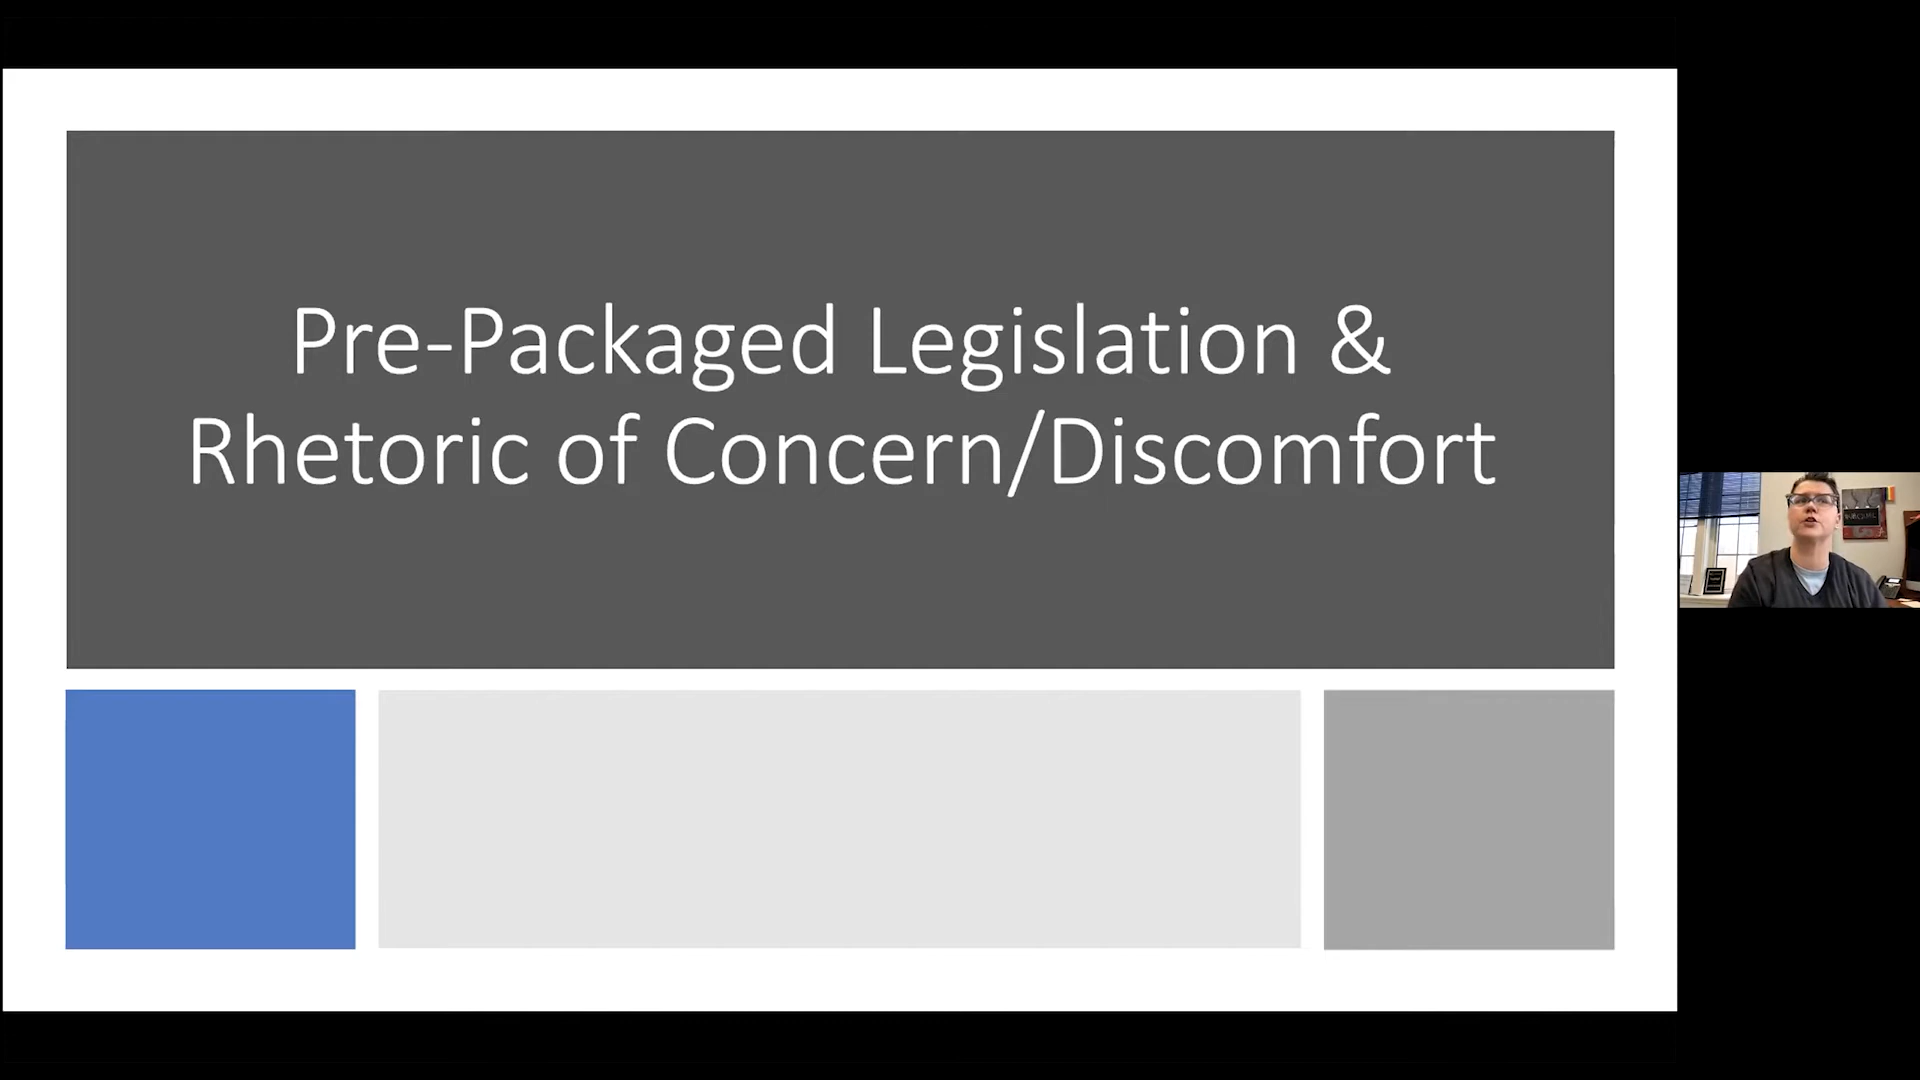 Pre-Packaged Legislation &
Rhetoric of Concern/Discomfort